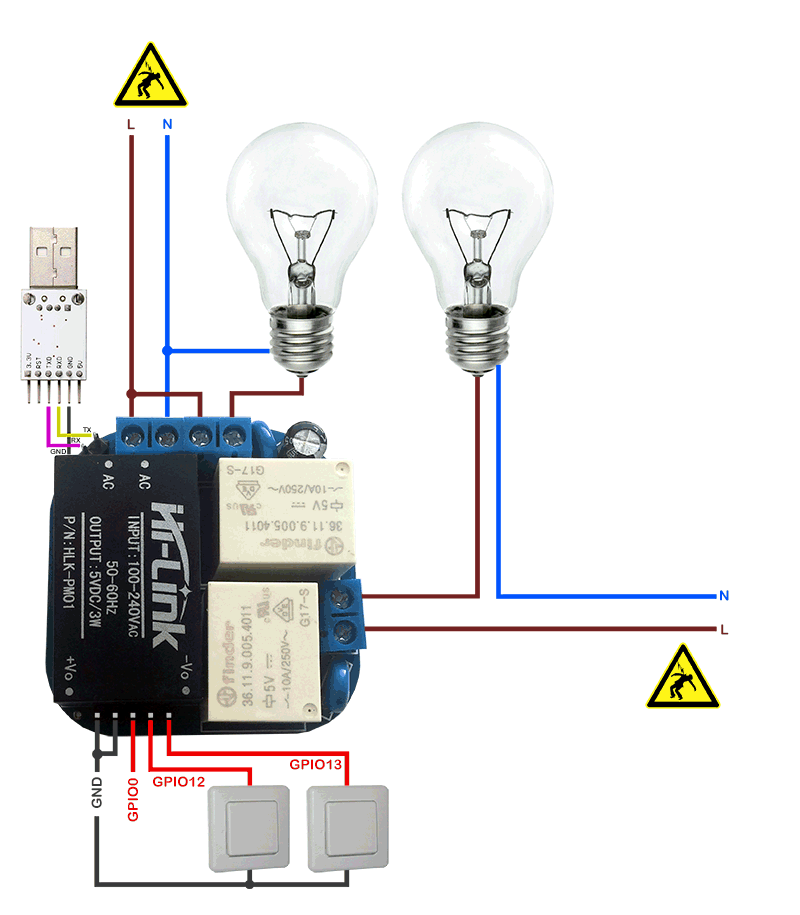 L N
3.3V
RST
TXD
RXD
GND
5V
TX
RX
GND
AC
AC
Hi-Link
INPUT:100-240VAC
50-60Hz
OUTPUT:5VDC/3W
P/N:HLK-PM01
-Vo
+Vo
G17-S
10A/250V~
5V
36.11.9.005.4011
finder
G17-S
10A/250V~
5V
36.11.9.005.4011
finder
N
L
GND
GPIO0
GPIO12
GPIO13